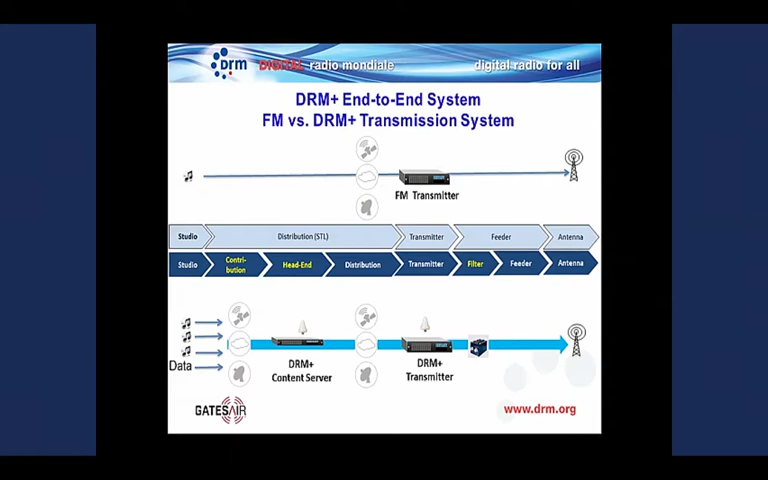 drm DIGITAL radio mondiale
digital radio for all
DRM+ End-to-End System
FM vs. DRM+ Transmission System
FM Transmitter
Studio
Distribution (STL)
Transmitter
Feeder
Antenna
Studio
Contri-
bution
Head-End
Distribution
Transmitter
Filter
Feeder
Antenna
Data
DRM+
Content Server
DRM+
Transmitter
GATESAIR
www.drm.org